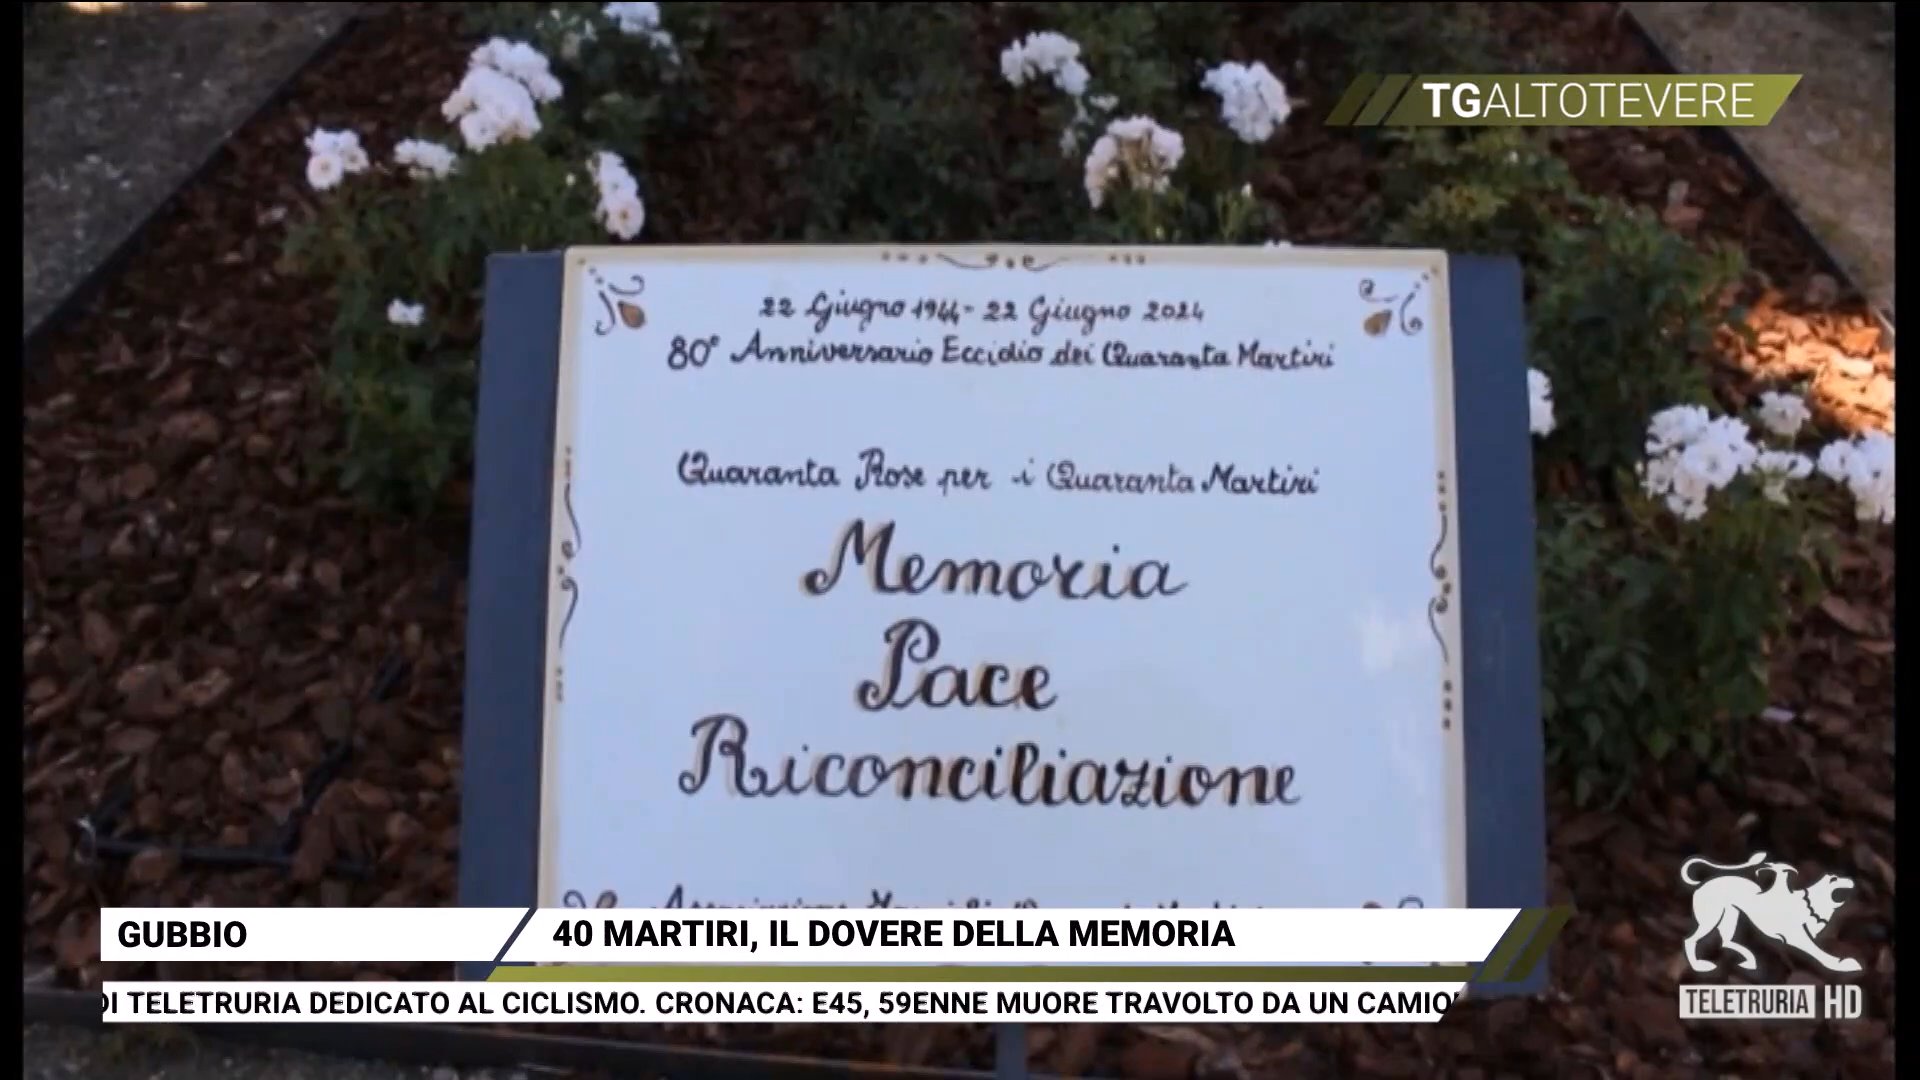 TGALTOTEVERE
22 Giugno 1944 - 22 Giugno 2024
80° Anniversario Eccidio dei Quaranta Martiri
Quaranta Rose per i Quaranta Martiri
Memoria
Pace
Riconciliazione
GUBBIO
40 MARTIRI, IL DOVERE DELLA MEMORIA
DI TELETRURIA DEDICATO AL CICLISMO. CRONACA: E45, 59ENNE MUORE TRAVOLTO DA UN CAMIO
TELETRURIA HD